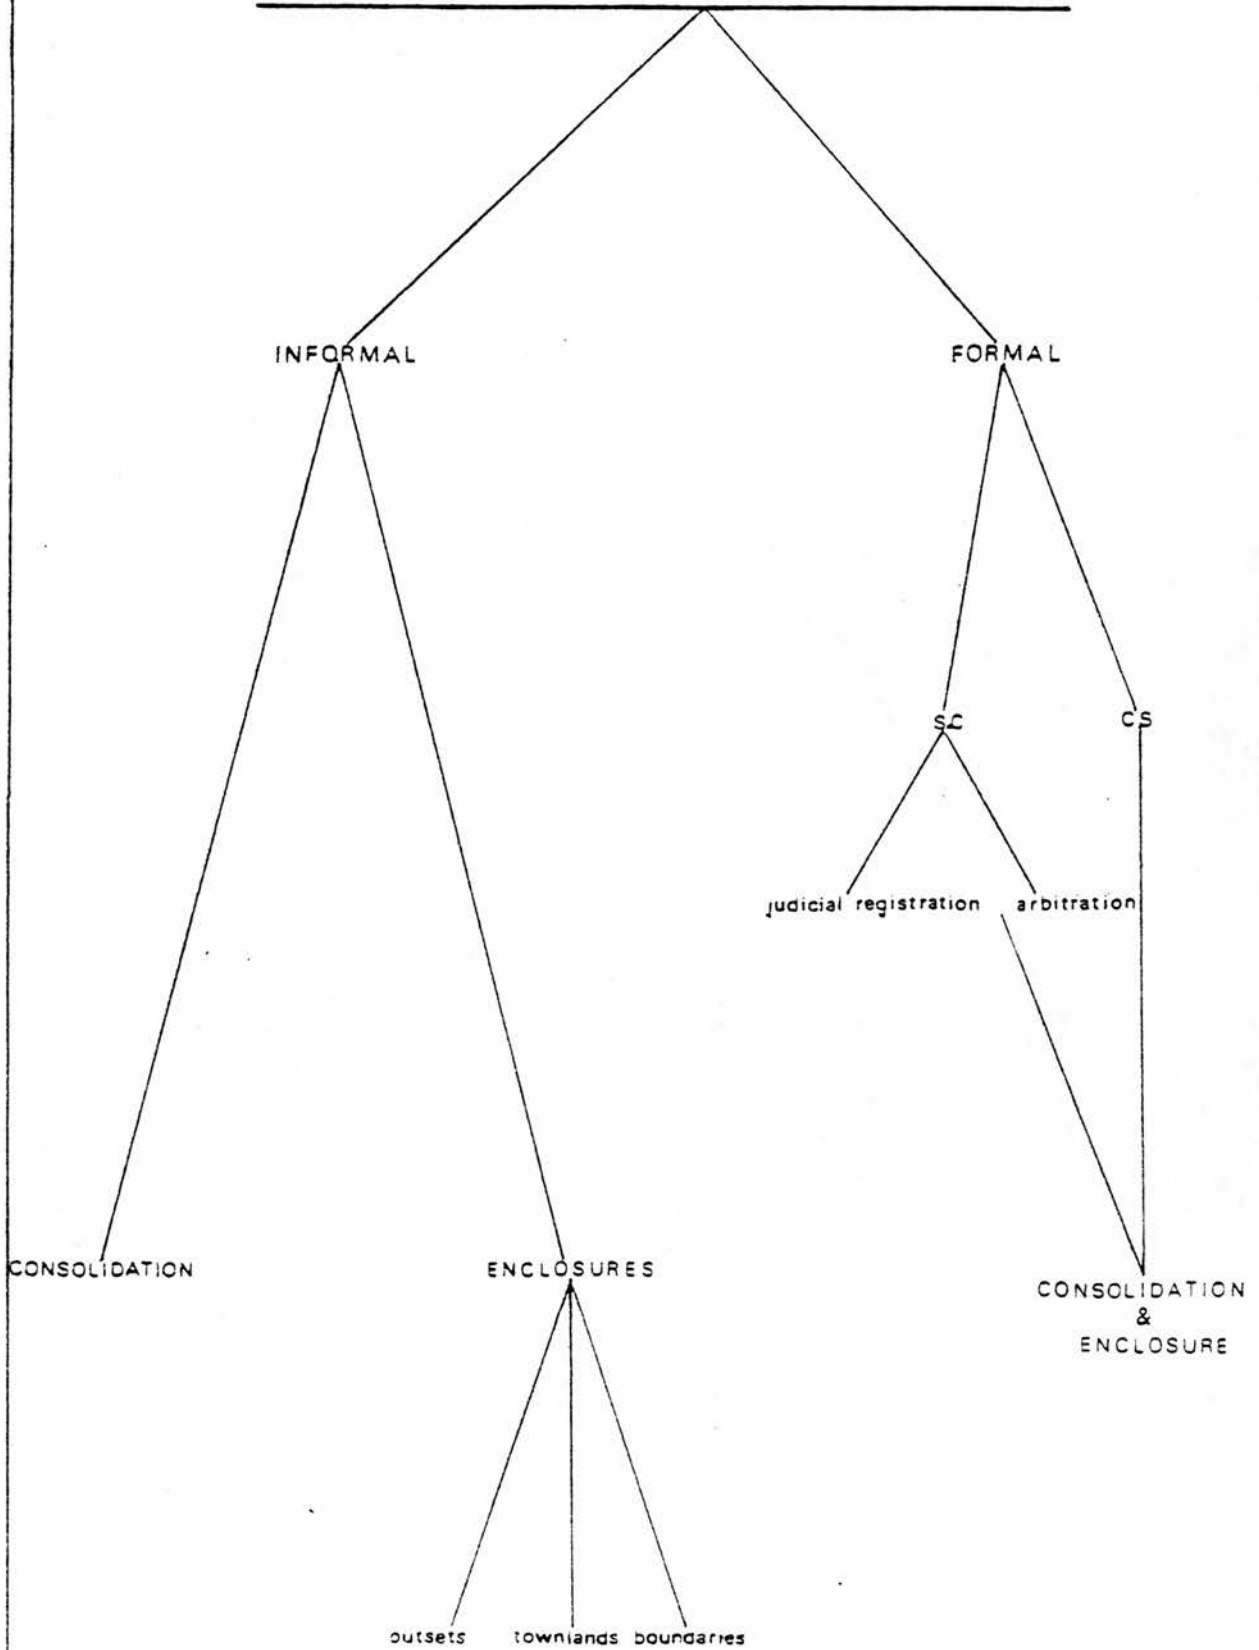 INFORMAL
FORMAL
SC
CS
judicial registration
arbitration
CONSOLIDATION
ENCLOSURES
CONSOLIDATION
&
ENCLOSURE
outsets
townlands
boundaries